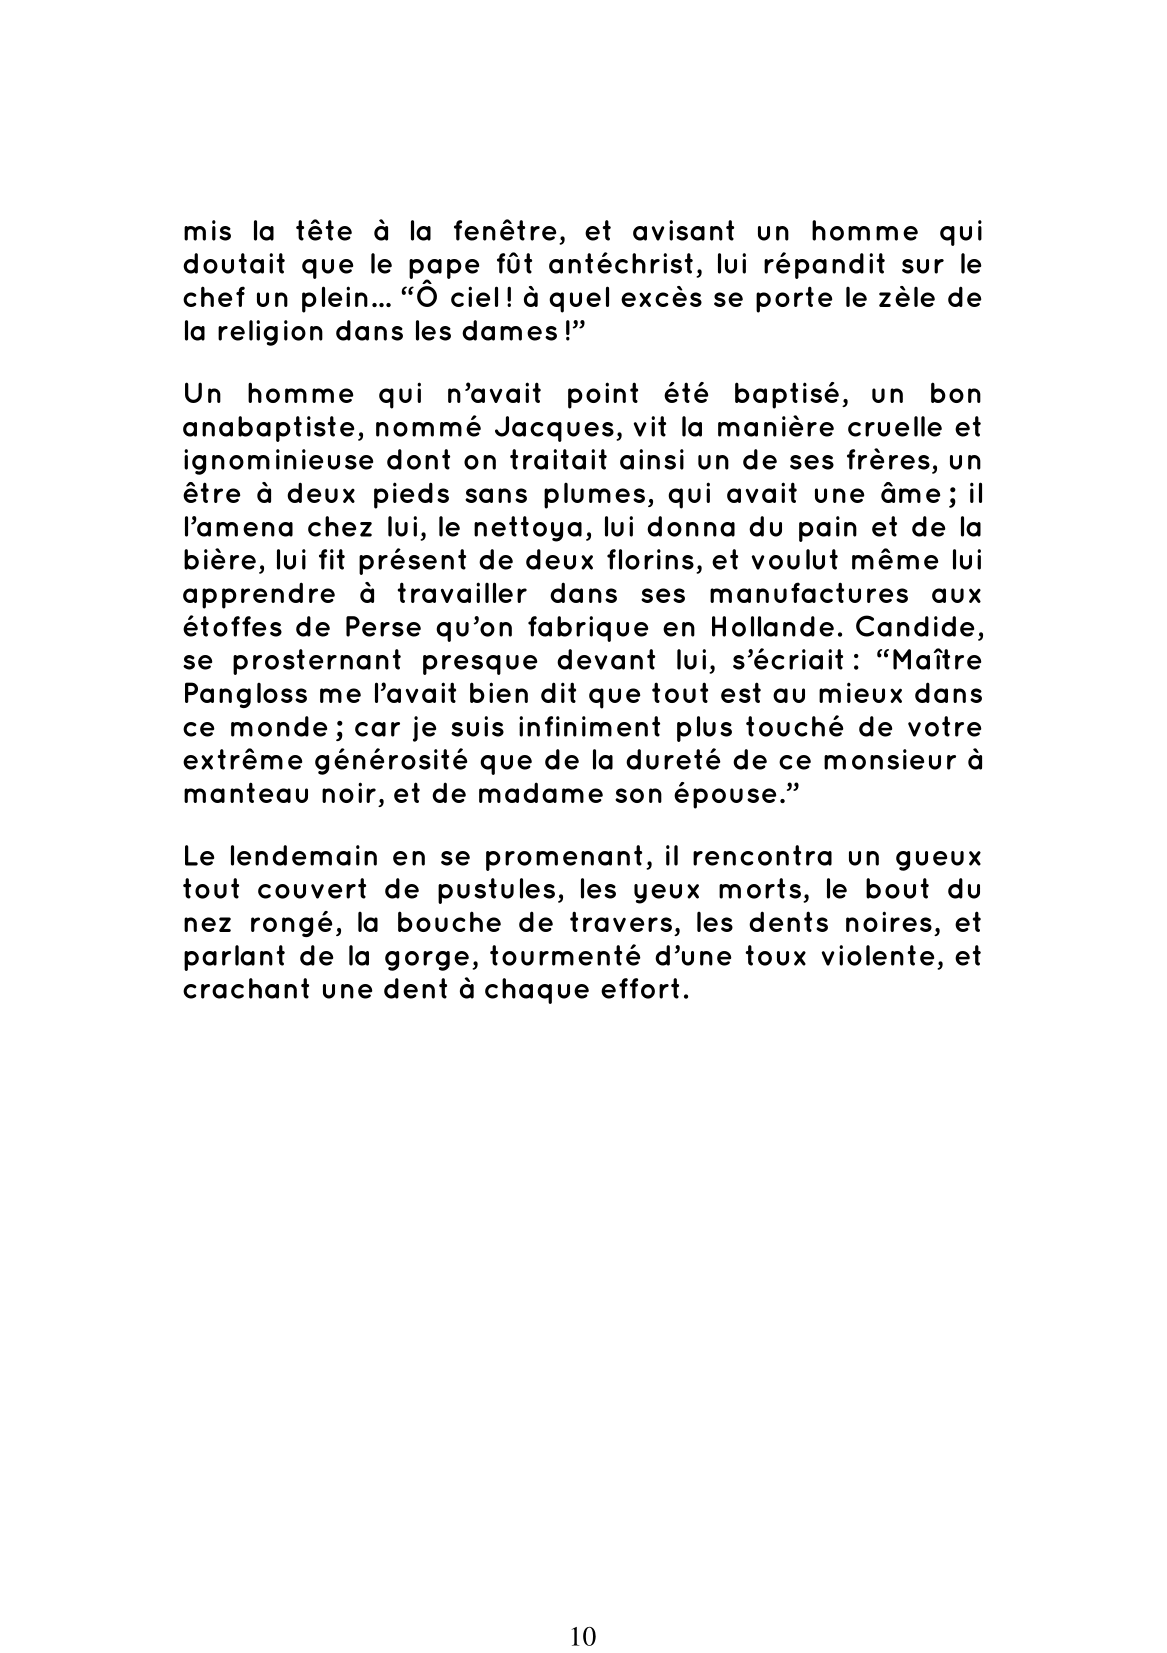 mis la tête à la fenêtre, et avisant un homme qui
doutait que le pape fût antéchrist, lui répandit sur le
chef un plein... “Ô ciel ! à quel excès se porte le zèle de
la religion dans les dames !”
Un homme qui n’avait point été baptisé, un bon
anabaptiste, nommé Jacques, vit la manière cruelle et
ignominieuse dont on traitait ainsi un de ses frères, un
être à deux pieds sans plumes, qui avait une âme ; il
l’amena chez lui, le nettoya, lui donna du pain et de la
bière, lui fit présent de deux florins, et voulut même lui
apprendre à travailler dans ses manufactures aux
étoffes de Perse qu’on fabrique en Hollande. Candide,
se prosternant presque devant lui, s’écriait : “Maître
Pangloss me l’avait bien dit que tout est au mieux dans
ce monde ; car je suis infiniment plus touché de votre
extrême générosité que de la dureté de ce monsieur à
manteau noir, et de madame son épouse.”
Le lendemain en se promenant, il rencontra un gueux
tout couvert de pustules, les yeux morts, le bout du
nez rongé, la bouche de travers, les dents noires, et
parlant de la gorge, tourmenté d’une toux violente, et
crachant une dent à chaque effort.
10